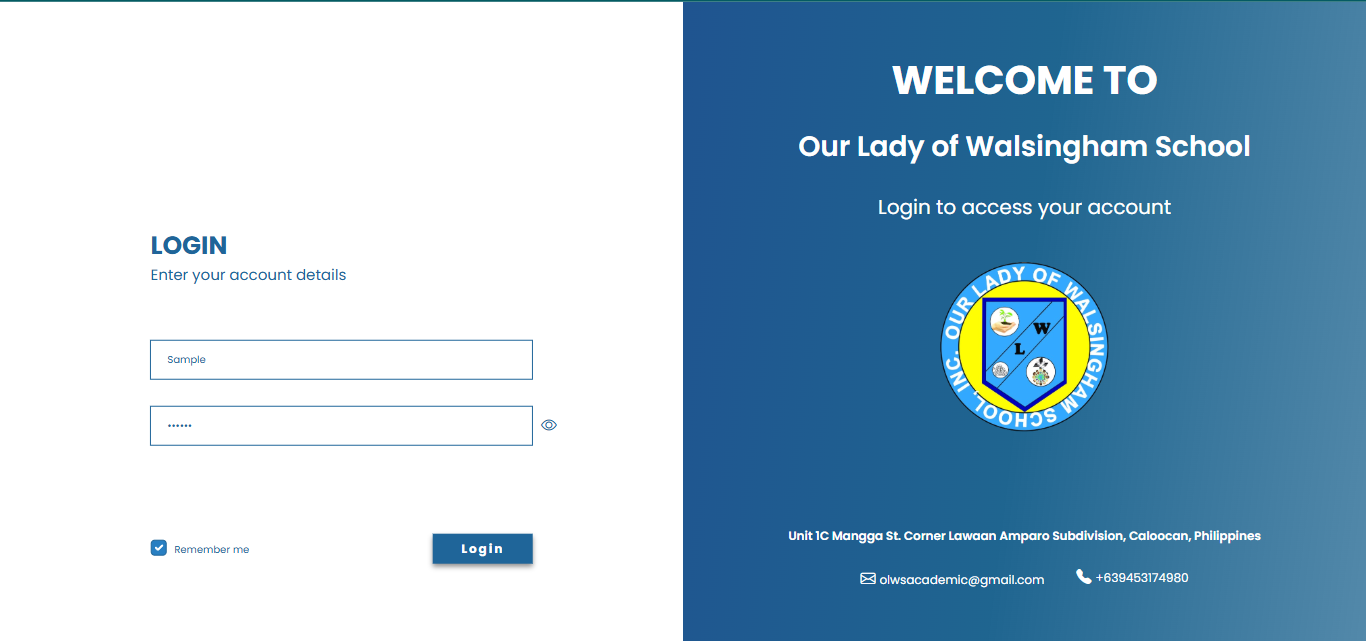 LOGIN
Enter your account details
Sample
••••••
Remember me
Login
WELCOME TO
Our Lady of Walsingham School
Login to access your account
OUR LADY OF WALSINGHAM SCHOOL, INC.
W
L
Unit 1C Mangga St. Corner Lawaan Amparo Subdivision, Caloocan, Philippines
olwsacademic@gmail.com
+639453174980